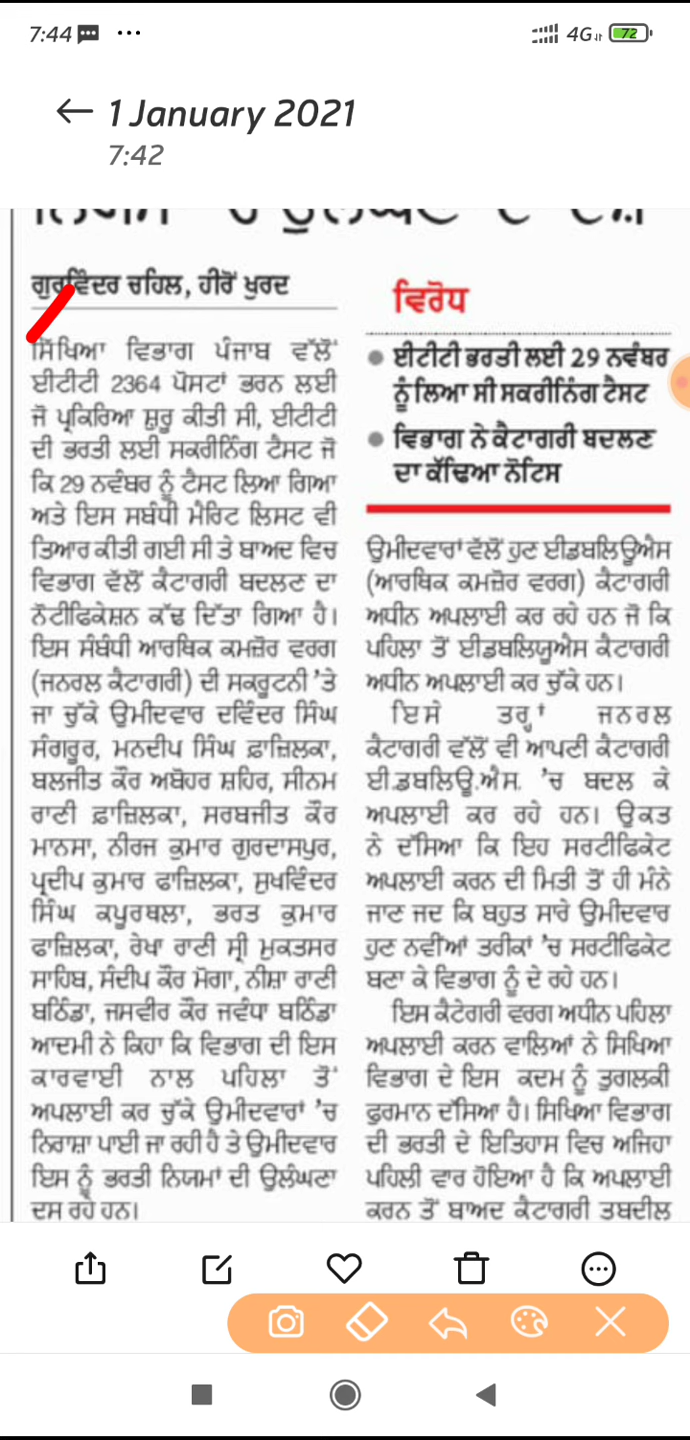 7:44
4G
72
1 January 2021
7:42
ਗੁਰਵਿੰਦਰ ਚਹਿਲ, ਹੀਰੋਂ ਖੁਰਦ
ਸਿੱਖਿਆ ਵਿਭਾਗ ਪੰਜਾਬ ਵੱਲੋਂ
ਈਟੀਟੀ 2364 ਪੋਸਟਾਂ ਭਰਨ ਲਈ
ਜੋ ਪ੍ਰਕਿਰਿਆ ਸ਼ੁਰੂ ਕੀਤੀ ਸੀ, ਈਟੀਟੀ
ਦੀ ਭਰਤੀ ਲਈ ਸਕਰੀਨਿੰਗ ਟੈਸਟ ਜੋ
ਕਿ 29 ਨਵੰਬਰ ਨੂੰ ਟੈਸਟ ਲਿਆ ਗਿਆ
ਅਤੇ ਇਸ ਸਬੰਧੀ ਮੈਰਿਟ ਲਿਸਟ ਵੀ
ਤਿਆਰ ਕੀਤੀ ਗਈ ਸੀ ਤੇ ਬਾਅਦ ਵਿਚ
ਵਿਭਾਗ ਵੱਲੋਂ ਕੈਟਾਗਰੀ ਬਦਲਣ ਦਾ
ਨੋਟੀਫਿਕੇਸ਼ਨ ਕੱਢ ਦਿੱਤਾ ਗਿਆ ਹੈ।
ਇਸ ਸੰਬੰਧੀ ਆਰਥਿਕ ਕਮਜ਼ੋਰ ਵਰਗ
(ਜਨਰਲ ਕੈਟਾਗਰੀ) ਦੀ ਸਕਰੂਟਨੀ 'ਤੇ
ਜਾ ਚੁੱਕੇ ਉਮੀਦਵਾਰ ਦਵਿੰਦਰ ਸਿੰਘ
ਸੰਗਰੂਰ, ਮਨਦੀਪ ਸਿੰਘ ਫ਼ਾਜ਼ਿਲਕਾ,
ਬਲਜੀਤ ਕੌਰ ਅਬੋਹਰ ਸ਼ਹਿਰ, ਸੀਨਮ
ਰਾਣੀ ਫ਼ਾਜ਼ਿਲਕਾ, ਸਰਬਜੀਤ ਕੌਰ
ਮਾਨਸਾ, ਨੀਰਜ ਕੁਮਾਰ ਗੁਰਦਾਸਪੁਰ,
ਪ੍ਰਦੀਪ ਕੁਮਾਰ ਫਾਜ਼ਿਲਕਾ, ਸੁਖਵਿੰਦਰ
ਸਿੰਘ ਕਪੂਰਥਲਾ, ਭਰਤ ਕੁਮਾਰ
ਫਾਜ਼ਿਲਕਾ, ਰੇਖਾ ਰਾਣੀ ਸ੍ਰੀ ਮੁਕਤਸਰ
ਸਾਹਿਬ, ਸੰਦੀਪ ਕੌਰ ਮੋਗਾ, ਨੀਸ਼ਾ ਰਾਣੀ
ਬਠਿੰਡਾ, ਜਸਵੀਰ ਕੌਰ ਜਵੰਧਾ ਬਠਿੰਡਾ
ਆਦਮੀ ਨੇ ਕਿਹਾ ਕਿ ਵਿਭਾਗ ਦੀ ਇਸ
ਕਾਰਵਾਈ ਨਾਲ ਪਹਿਲਾ ਤੋਂ
ਅਪਲਾਈ ਕਰ ਚੁੱਕੇ ਉਮੀਦਵਾਰਾਂ 'ਚ
ਨਿਰਾਸ਼ਾ ਪਾਈ ਜਾ ਰਹੀ ਹੈ ਤੇ ਉਮੀਦਵਾਰ
ਇਸ ਨੂੰ ਭਰਤੀ ਨਿਯਮਾਂ ਦੀ ਉਲੰਘਣਾ
ਦਸ ਰਹੇ ਹਨ।
ਵਿਰੋਧ
ਈਟੀਟੀ ਭਰਤੀ ਲਈ 29 ਨਵੰਬਰ
ਨੂੰ ਲਿਆ ਸੀ ਸਕਰੀਨਿੰਗ ਟੈਸਟ
ਵਿਭਾਗ ਨੇ ਕੈਟਾਗਰੀ ਬਦਲਣ
ਦਾ ਕੱਢਿਆ ਨੋਟਿਸ
ਉਮੀਦਵਾਰਾਂ ਵੱਲੋਂ ਹੁਣ ਈਡਬਲਿਊਐਸ
(ਆਰਥਿਕ ਕਮਜ਼ੋਰ ਵਰਗ) ਕੈਟਾਗਰੀ
ਅਧੀਨ ਅਪਲਾਈ ਕਰ ਰਹੇ ਹਨ ਜੋ ਕਿ
ਪਹਿਲਾ ਤੋਂ ਈਡਬਲਿਯੂਐਸ ਕੈਟਾਗਰੀ
ਅਧੀਨ ਅਪਲਾਈ ਕਰ ਚੁੱਕੇ ਹਨ।
ਇਸੇ ਤਰ੍ਹਾਂ ਜਨਰਲ
ਕੈਟਾਗਰੀ ਵੱਲੋਂ ਵੀ ਆਪਣੀ ਕੈਟਾਗਰੀ
ਈ.ਡਬਲਿਊ.ਐਸ. 'ਚ ਬਦਲ ਕੇ
ਅਪਲਾਈ ਕਰ ਰਹੇ ਹਨ। ਉਕਤ
ਨੇ ਦੱਸਿਆ ਕਿ ਇਹ ਸਰਟੀਫਿਕੇਟ
ਅਪਲਾਈ ਕਰਨ ਦੀ ਮਿਤੀ ਤੋਂ ਹੀ ਮੰਨੇ
ਜਾਣ ਜਦ ਕਿ ਬਹੁਤ ਸਾਰੇ ਉਮੀਦਵਾਰ
ਹੁਣ ਨਵੀਂਆਂ ਤਰੀਕਾਂ 'ਚ ਸਰਟੀਫਿਕੇਟ
ਬਣਾ ਕੇ ਵਿਭਾਗ ਨੂੰ ਦੇ ਰਹੇ ਹਨ।
ਇਸ ਕੈਟੇਗਰੀ ਵਰਗ ਅਧੀਨ ਪਹਿਲਾ
ਅਪਲਾਈ ਕਰਨ ਵਾਲਿਆਂ ਨੇ ਸਿਖਿਆ
ਵਿਭਾਗ ਦੇ ਇਸ ਕਦਮ ਨੂੰ ਤੁਗਲਕੀ
ਫੁਰਮਾਨ ਦੱਸਿਆ ਹੈ। ਸਿਖਿਆ ਵਿਭਾਗ
ਦੀ ਭਰਤੀ ਦੇ ਇਤਿਹਾਸ ਵਿਚ ਅਜਿਹਾ
ਪਹਿਲੀ ਵਾਰ ਹੋਇਆ ਹੈ ਕਿ ਅਪਲਾਈ
ਕਰਨ ਤੋਂ ਬਾਅਦ ਕੈਟਾਗਰੀ ਤਬਦੀਲ